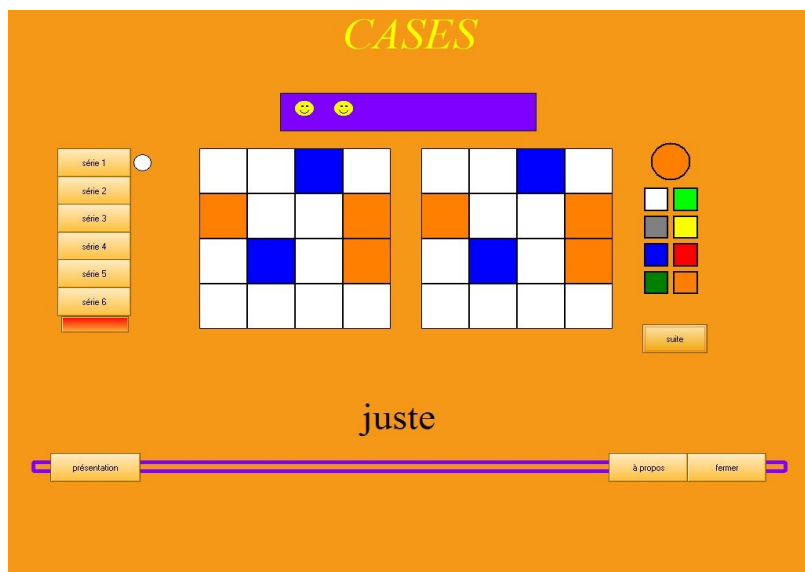 CASES
série 1
série 2
série 3
série 4
série 5
série 6
suite
juste
présentation
à propos
fermer